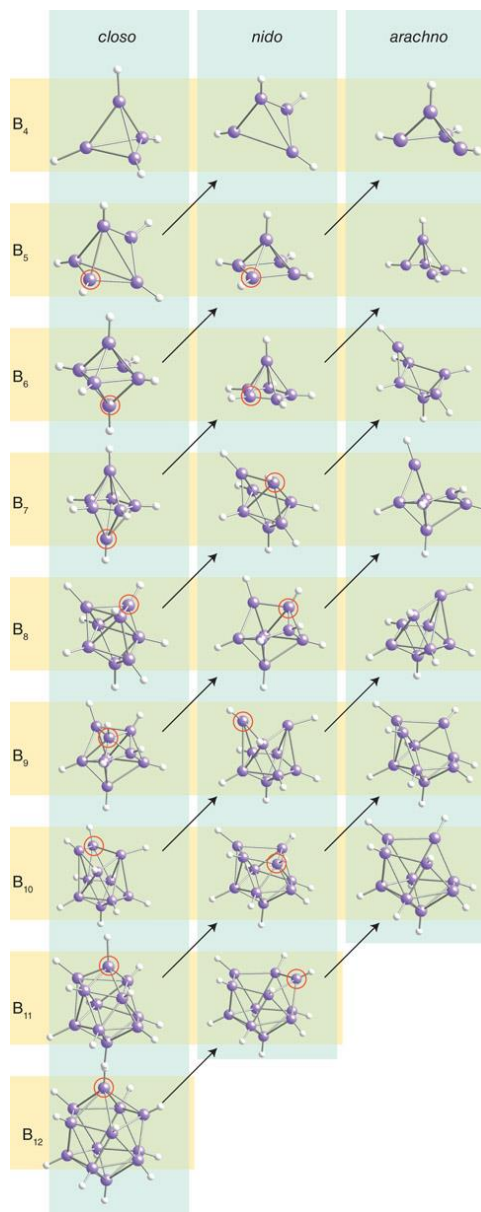 closo nido arachno
B₄
B₅
B₆
B₇
B₈
B₉
B₁₀
B₁₁
B₁₂